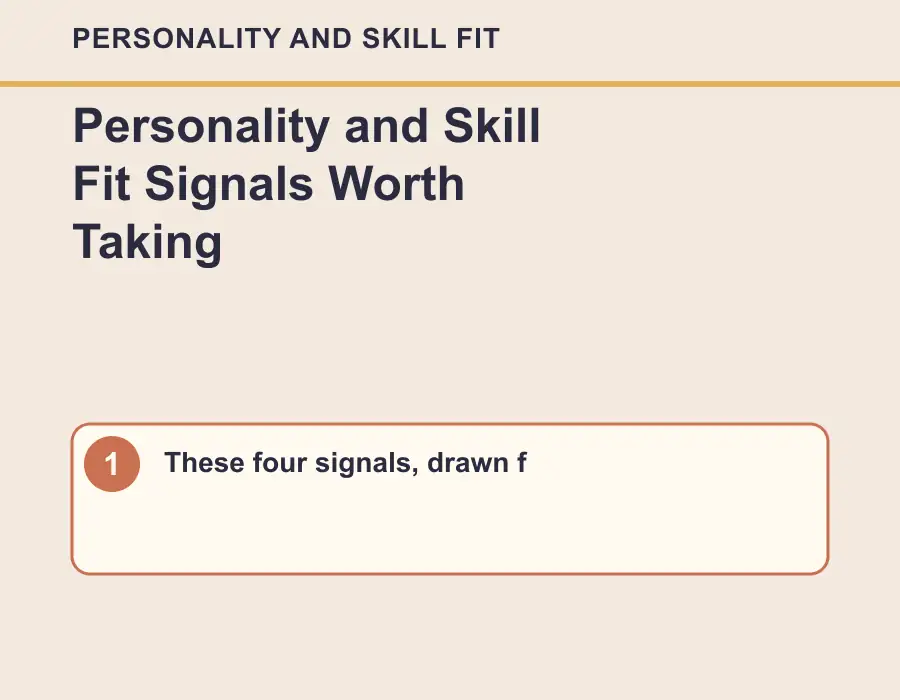 PERSONALITY AND SKILL FIT
Personality and Skill
Fit Signals Worth
Taking
1
These four signals, drawn f